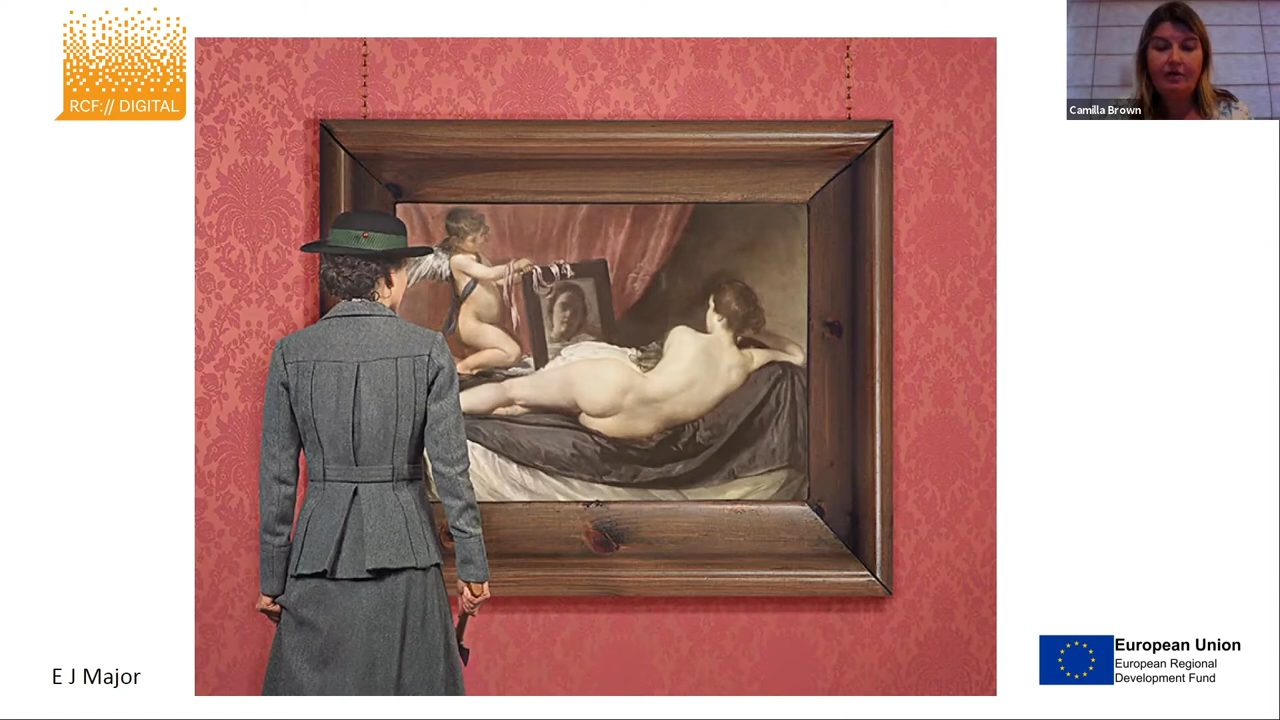 RCF:// DIGITAL
Camilla Brown
E J Major
European Union
European Regional
Development Fund